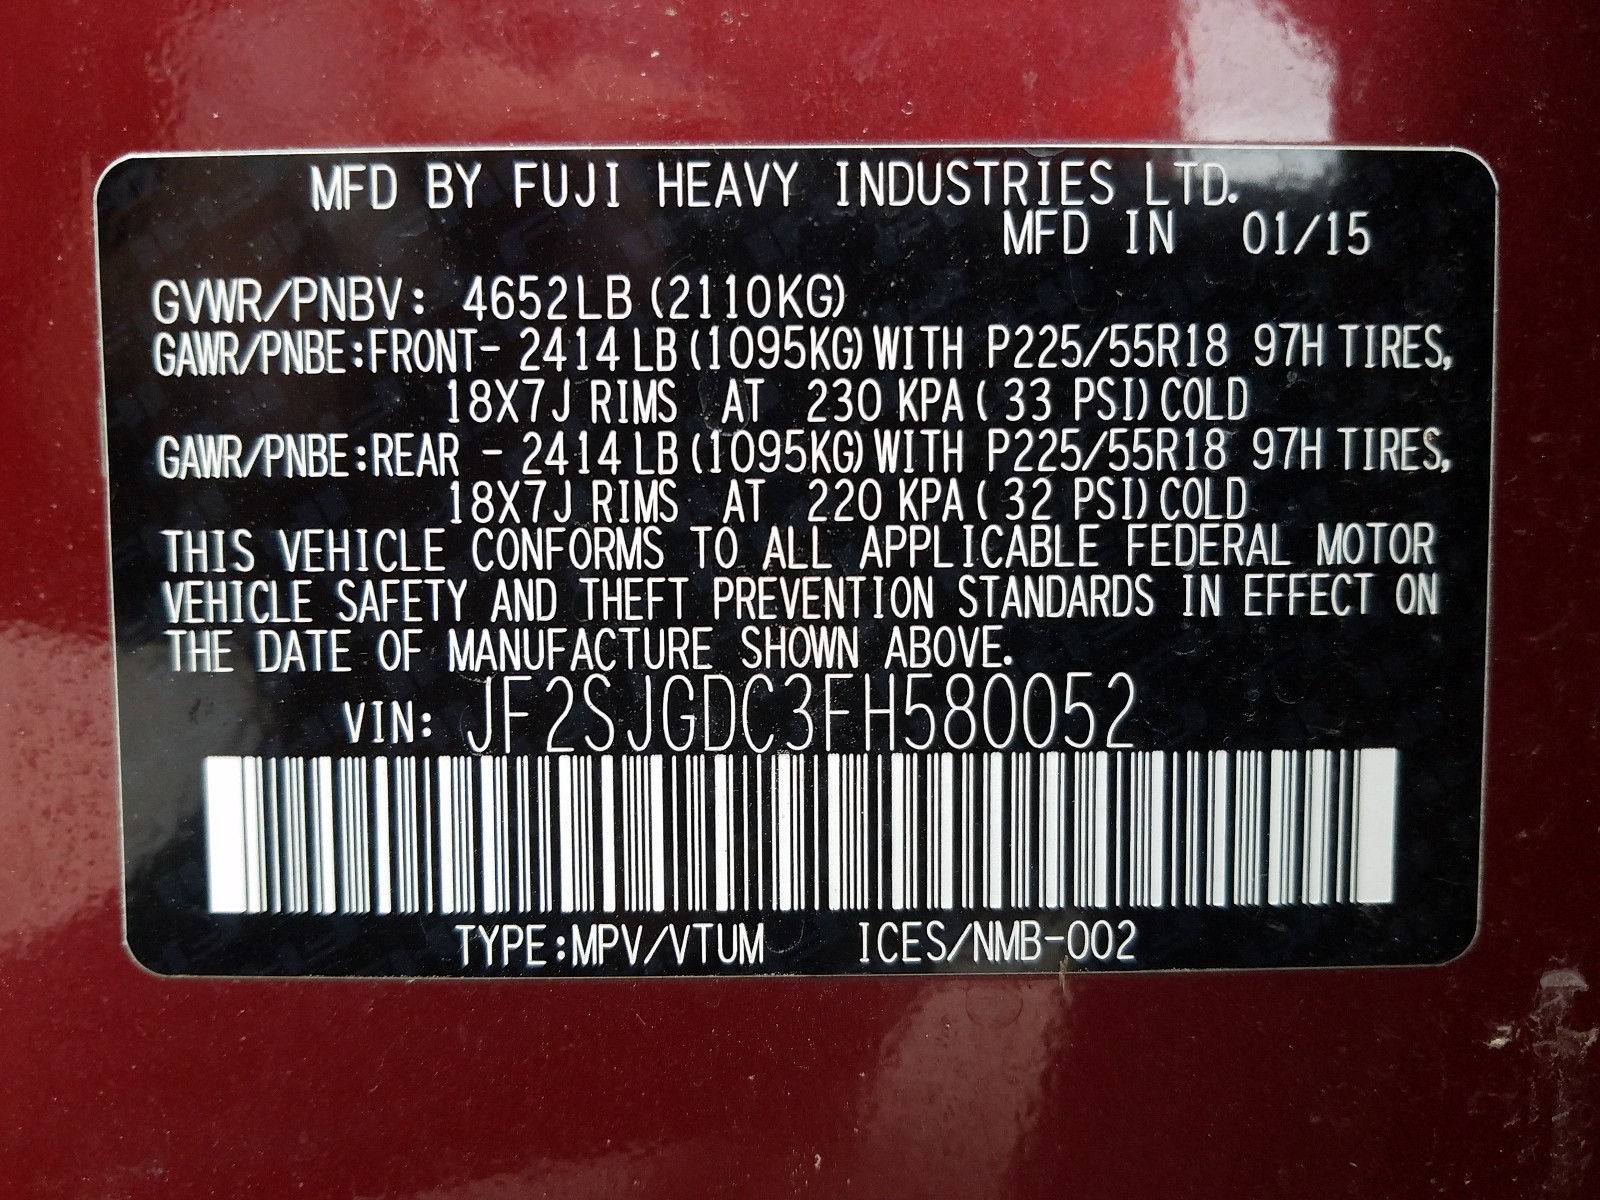 MFD BY FUJI HEAVY INDUSTRIES LTD.
MFD IN 01/15
GVWR/PNBV: 4652LB (2110KG)
GAWR/PNBE:FRONT- 2414LB (1095KG) WITH P225/55R18 97H TIRES,
18X7J RIMS AT 230 KPA ( 33 PSI) COLD
GAWR/PNBE:REAR - 2414LB (1095KG) WITH P225/55R18 97H TIRES,
18X7J RIMS AT 220 KPA ( 32 PSI) COLD
THIS VEHICLE CONFORMS TO ALL APPLICABLE FEDERAL MOTOR
VEHICLE SAFETY AND THEFT PREVENTION STANDARDS IN EFFECT ON
THE DATE OF MANUFACTURE SHOWN ABOVE.
VIN: JF2SJGDC3FH580052
TYPE:MPV/VTUM ICES/NMB-002